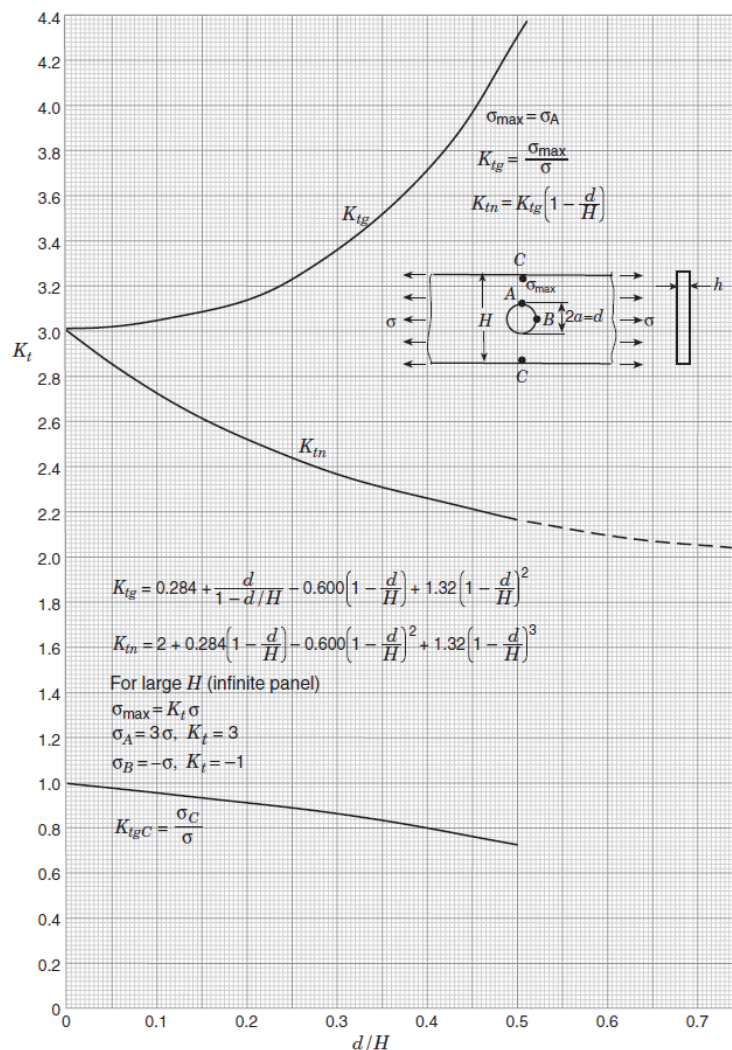 4.4
4.2
4.0
3.8
3.6
3.4
3.2
3.0
K_t
2.8
2.6
2.4
2.2
2.0
1.8
1.6
1.4
1.2
1.0
0.8
0.6
0.4
0.2
0
σ_max = σ_A
K_tg = σ_max/σ
K_tn = K_tg(1 − d/H)
K_tg
C
σ_max
A
h
σ
H
B
2a=d
σ
C
K_tn
K_tg = 0.284 + d/(1−d/H) − 0.600(1 − d/H) + 1.32(1 − d/H)^2
K_tn = 2 + 0.284(1 − d/H) − 0.600(1 − d/H)^2 + 1.32(1 − d/H)^3
For large H (infinite panel)
σ_max = K_t σ
σ_A = 3σ, K_t = 3
σ_B = −σ, K_t = −1
K_tgC = σ_C/σ
0 0.1 0.2 0.3 0.4 0.5 0.6 0.7
d/H